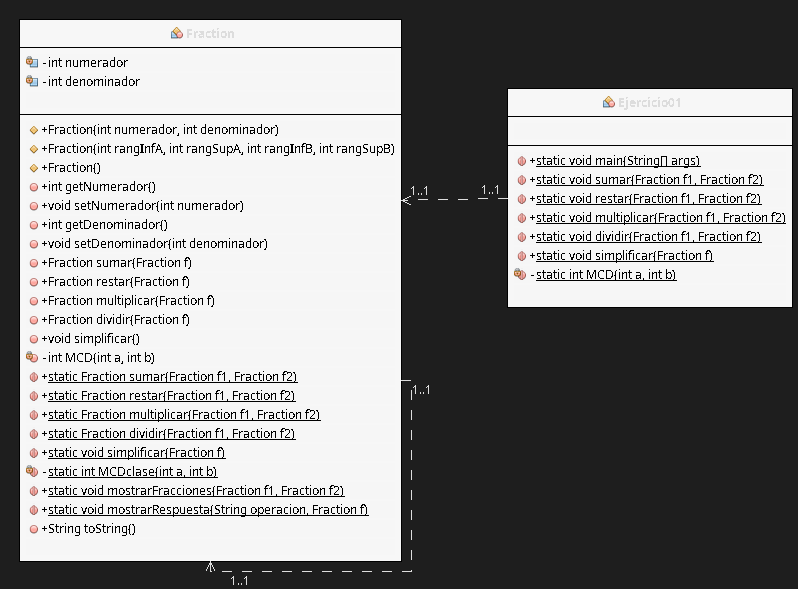 Fraction
-int numerador
-int denominador
+Fraction(int numerador, int denominador)
+Fraction(int rangInfA, int rangSupA, int rangInfB, int rangSupB)
+Fraction()
+int getNumerador()
+void setNumerador(int numerador)
+int getDenominador()
+void setDenominador(int denominador)
+Fraction sumar(Fraction f)
+Fraction restar(Fraction f)
+Fraction multiplicar(Fraction f)
+Fraction dividir(Fraction f)
+void simplificar()
-int MCD(int a, int b)
+static Fraction sumar(Fraction f1, Fraction f2)
+static Fraction restar(Fraction f1, Fraction f2)
+static Fraction multiplicar(Fraction f1, Fraction f2)
+static Fraction dividir(Fraction f1, Fraction f2)
+static void simplificar(Fraction f)
-static int MCDclase(int a, int b)
+static void mostrarFracciones(Fraction f1, Fraction f2)
+static void mostrarRespuesta(String operacion, Fraction f)
+String toString()
1..1
1..1
1..1
1..1
Ejercicio01
+static void main(String[] args)
+static void sumar(Fraction f1, Fraction f2)
+static void restar(Fraction f1, Fraction f2)
+static void multiplicar(Fraction f1, Fraction f2)
+static void dividir(Fraction f1, Fraction f2)
+static void simplificar(Fraction f)
-static int MCD(int a, int b)